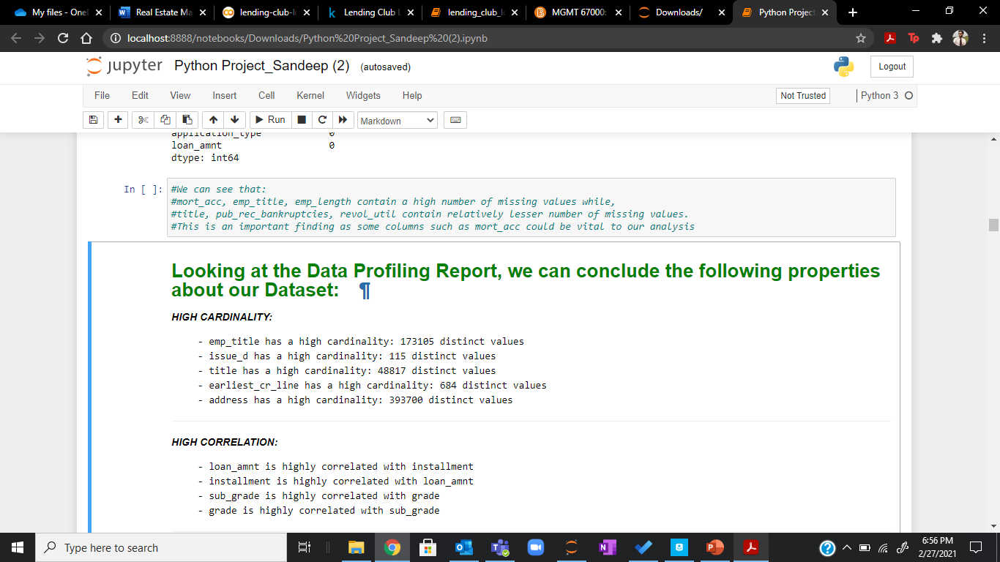 My files - OneI
Real Estate Ma
lending-club-lo
Lending Club L
lending_club_lo
MGMT 67000:
Downloads/
Python Project
localhost:8888/notebooks/Downloads/Python%20Project_Sandeep%20(2).ipynb
jupyter Python Project_Sandeep (2) (autosaved)
Logout
File Edit View Insert Cell Kernel Widgets Help
Not Trusted
Python 3
Run
Markdown
application_type 0
loan_amnt 0
dtype: int64
In [ ]: #We can see that:
#mort_acc, emp_title, emp_length contain a high number of missing values while,
#title, pub_rec_bankruptcies, revol_util contain relatively lesser number of missing values.
#This is an important finding as some columns such as mort_acc could be vital to our analysis
Looking at the Data Profiling Report, we can conclude the following properties
about our Dataset: ¶
HIGH CARDINALITY:
- emp_title has a high cardinality: 173105 distinct values
- issue_d has a high cardinality: 115 distinct values
- title has a high cardinality: 48817 distinct values
- earliest_cr_line has a high cardinality: 684 distinct values
- address has a high cardinality: 393700 distinct values
HIGH CORRELATION:
- loan_amnt is highly correlated with installment
- installment is highly correlated with loan_amnt
- sub_grade is highly correlated with grade
- grade is highly correlated with sub_grade
Type here to search
6:56 PM
2/27/2021